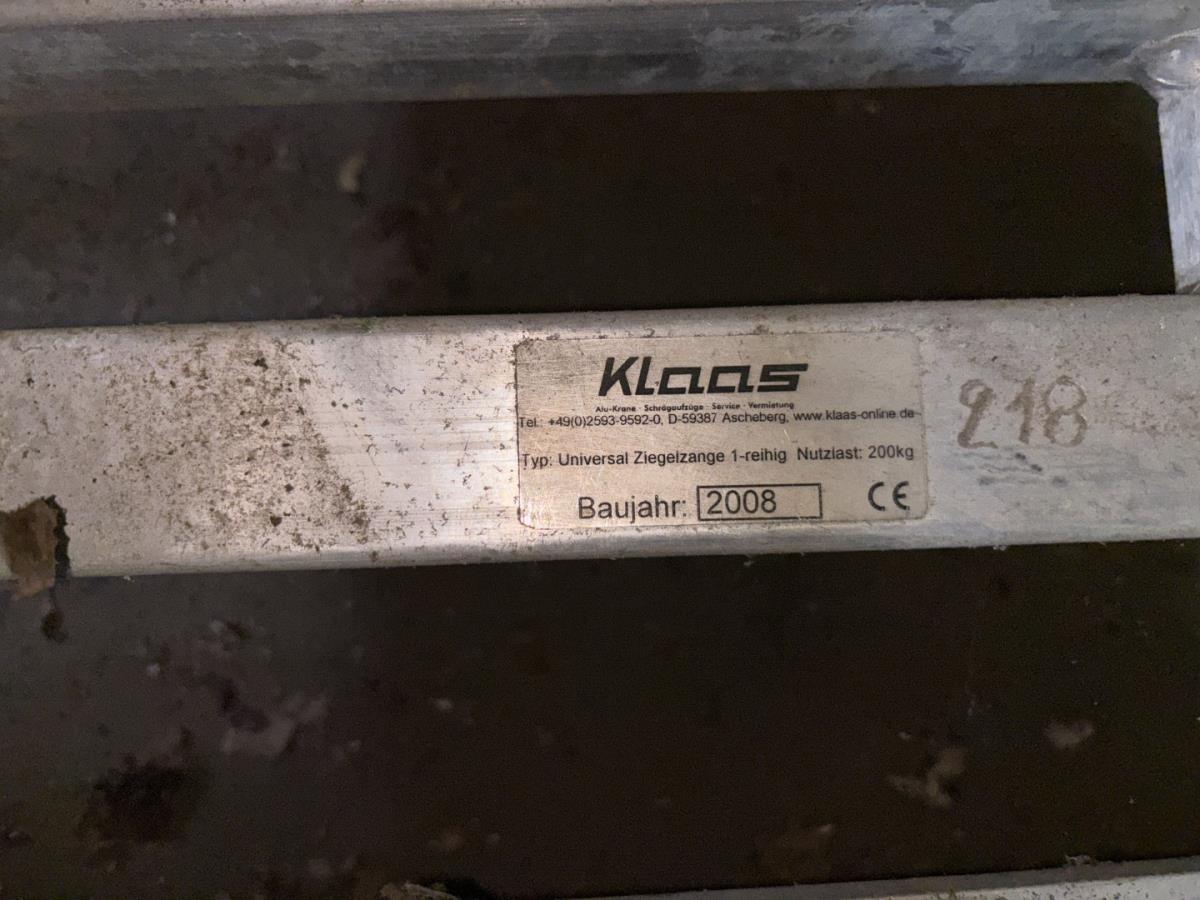 Klaas
Alu-Krane · Schrägaufzüge · Service · Vermietung
Tel.: +49(0)2593-9592-0, D-59387 Ascheberg, www.klaas-online.de
Typ: Universal Ziegelzange 1-reihig Nutzlast: 200kg
Baujahr: 2008 CE
218